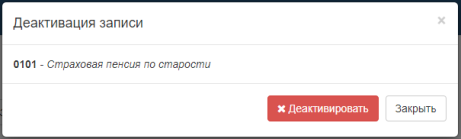 Деактивация записи ×
0101 - Страховая пенсия по старости
✖ Деактивировать Закрыть